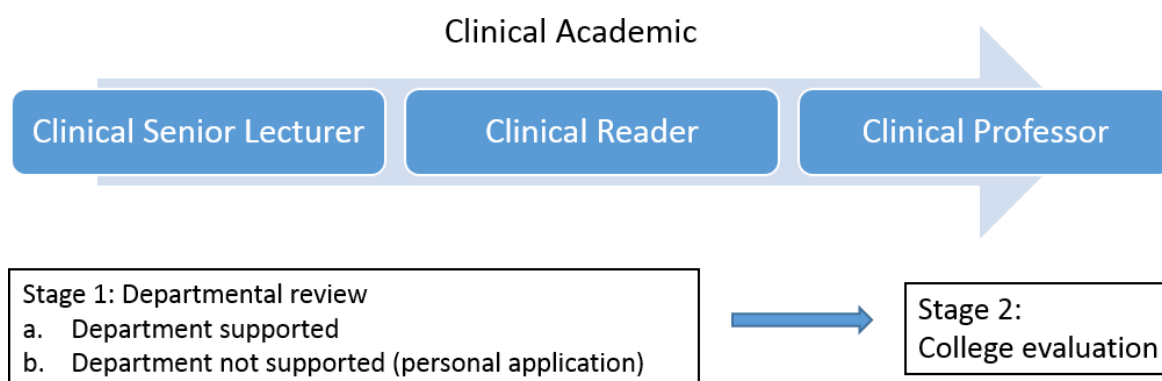 Clinical Academic
Clinical Senior Lecturer
Clinical Reader
Clinical Professor
Stage 1: Departmental review
a. Department supported
b. Department not supported (personal application)
Stage 2:
College evaluation